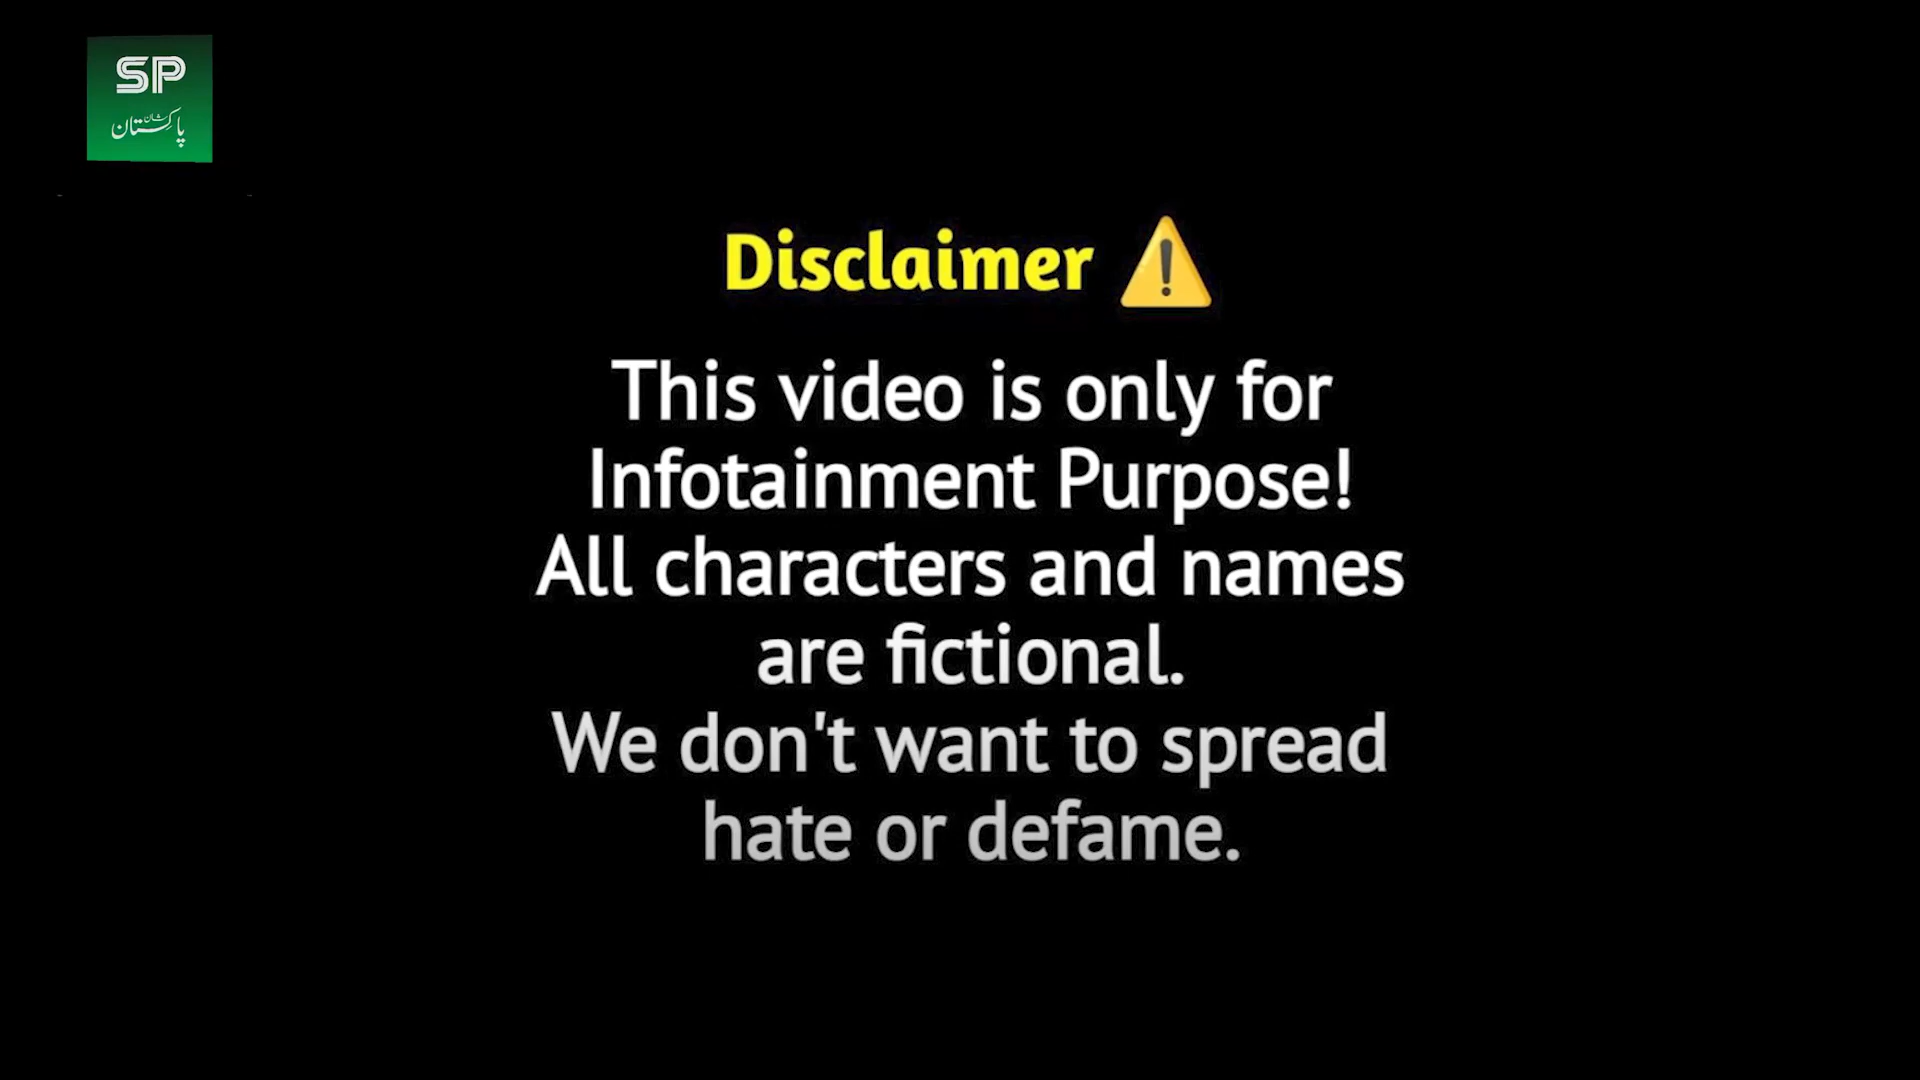 SP
شان
پاکستان
Disclaimer ⚠️
This video is only for
Infotainment Purpose!
All characters and names
are fictional.
We don't want to spread
hate or defame.